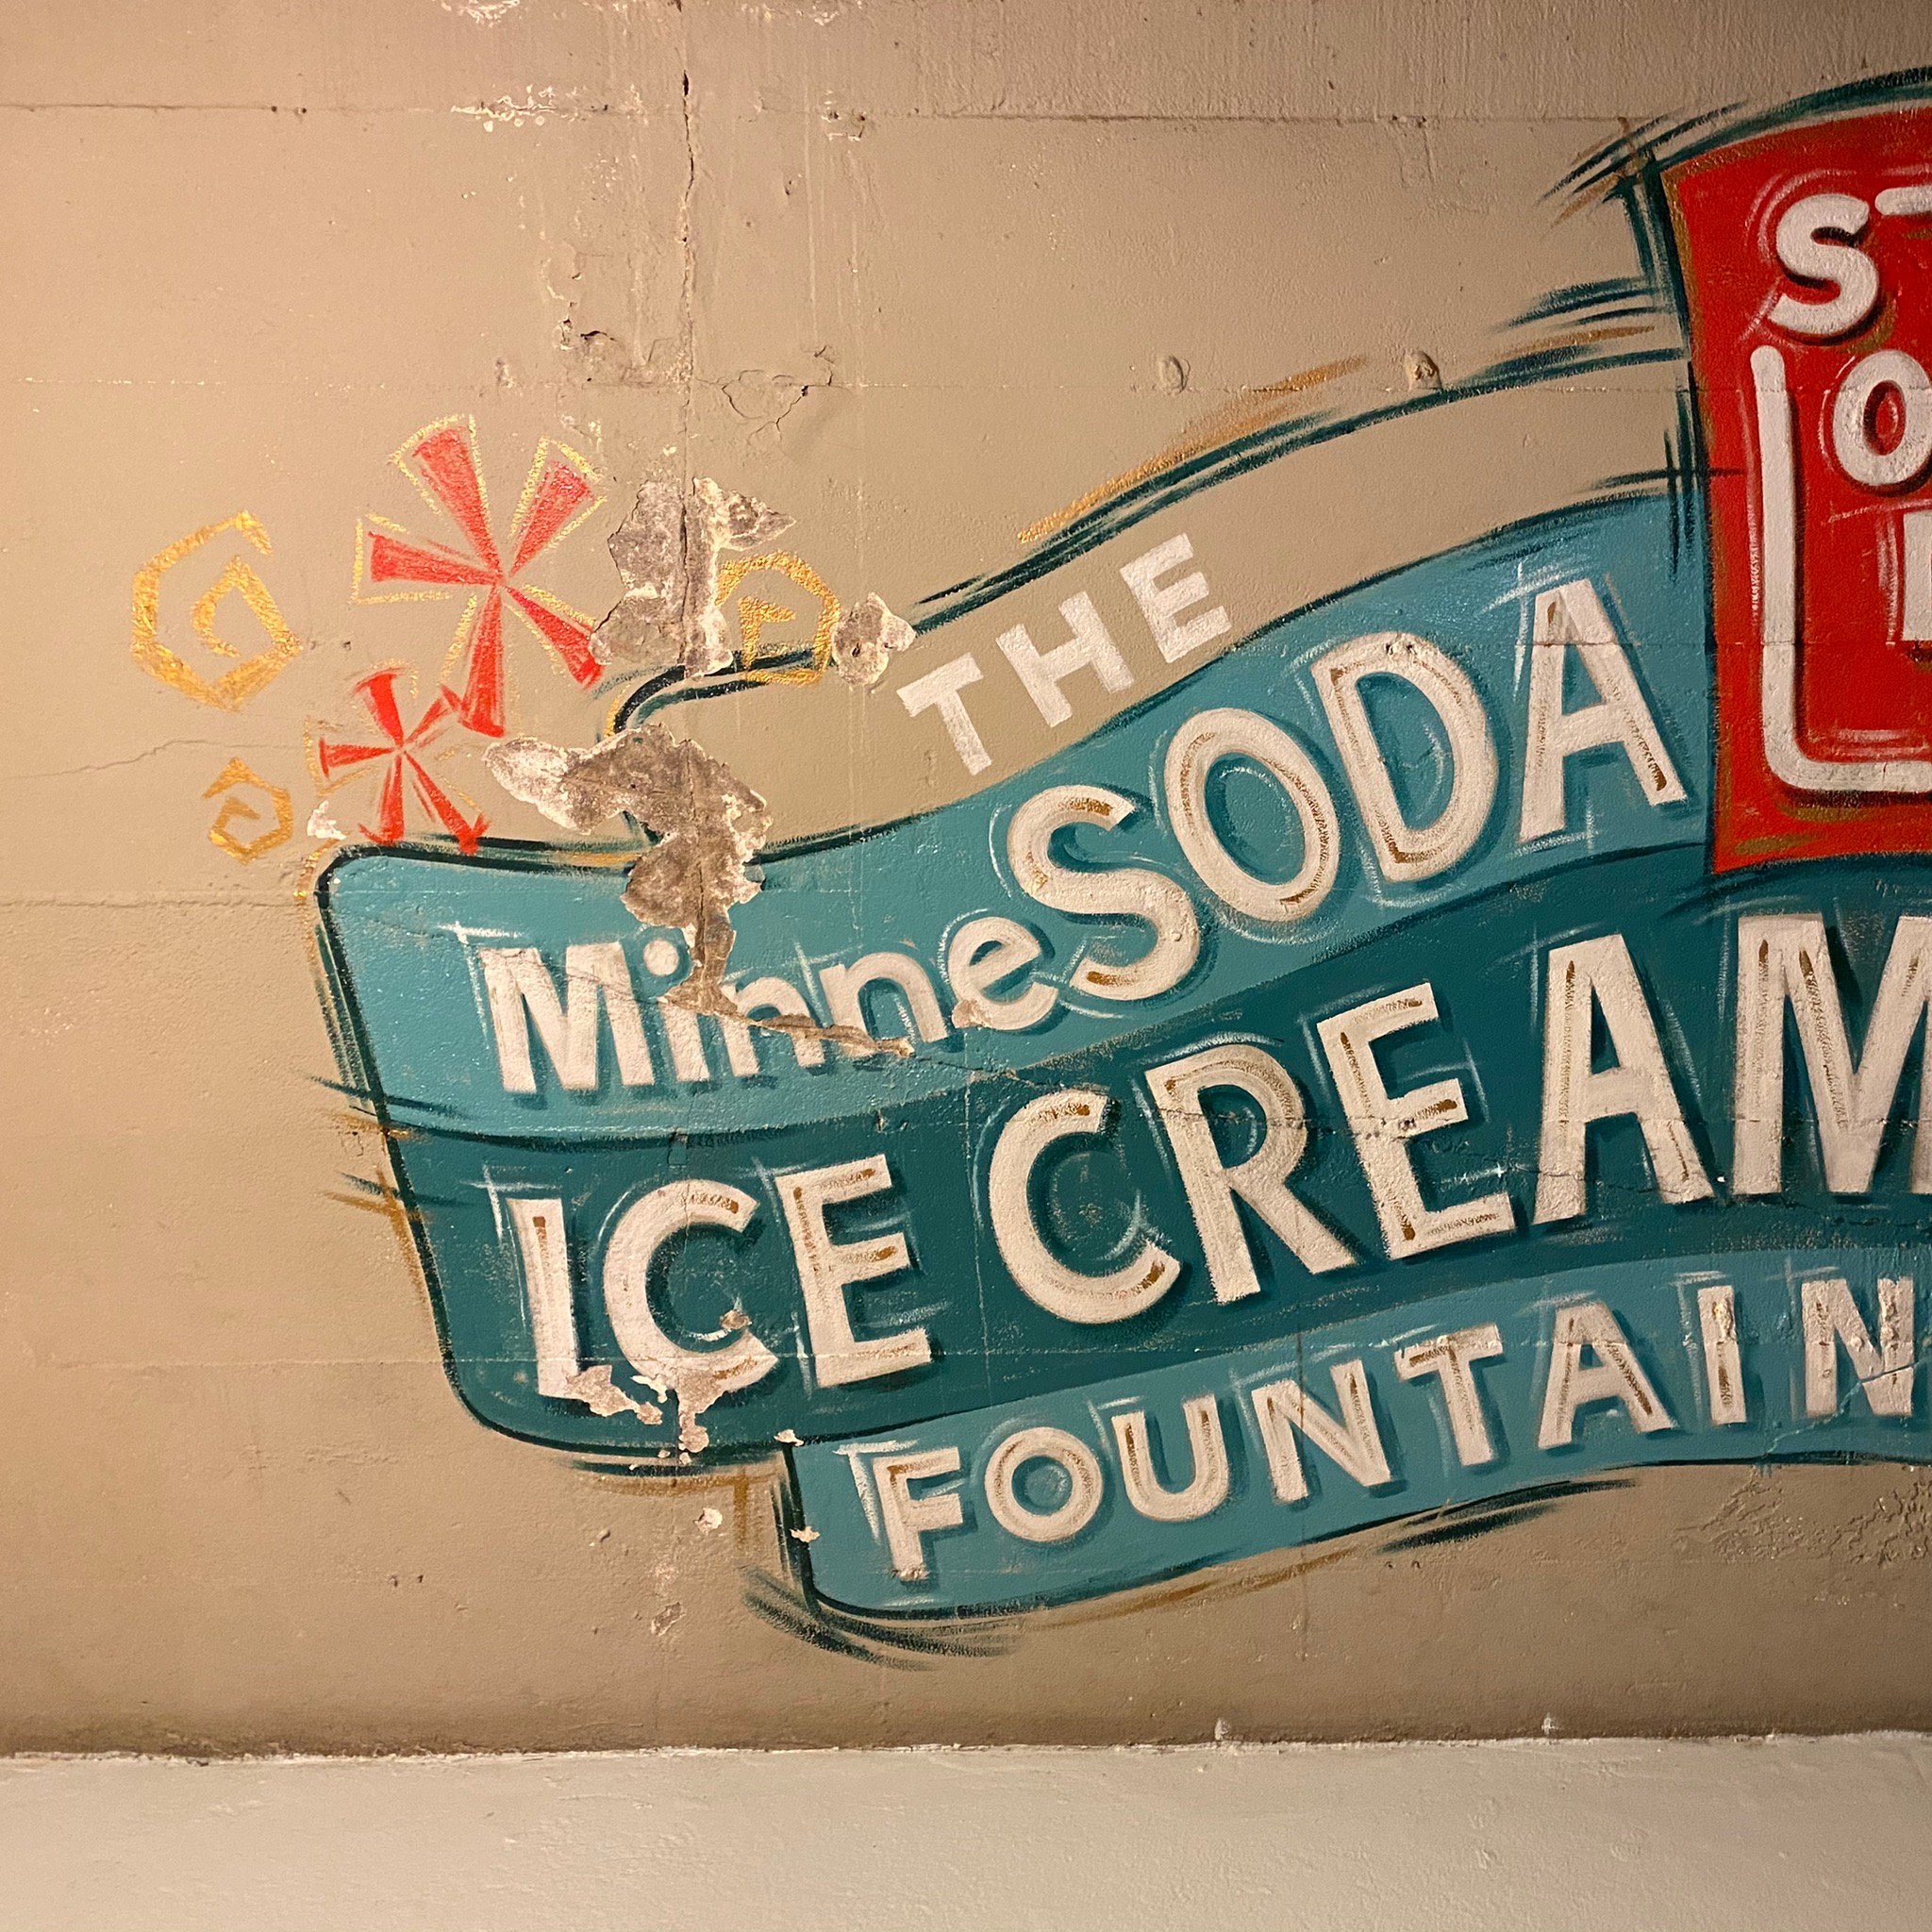 THE
MinneSODA
ICE CREAM
FOUNTAIN